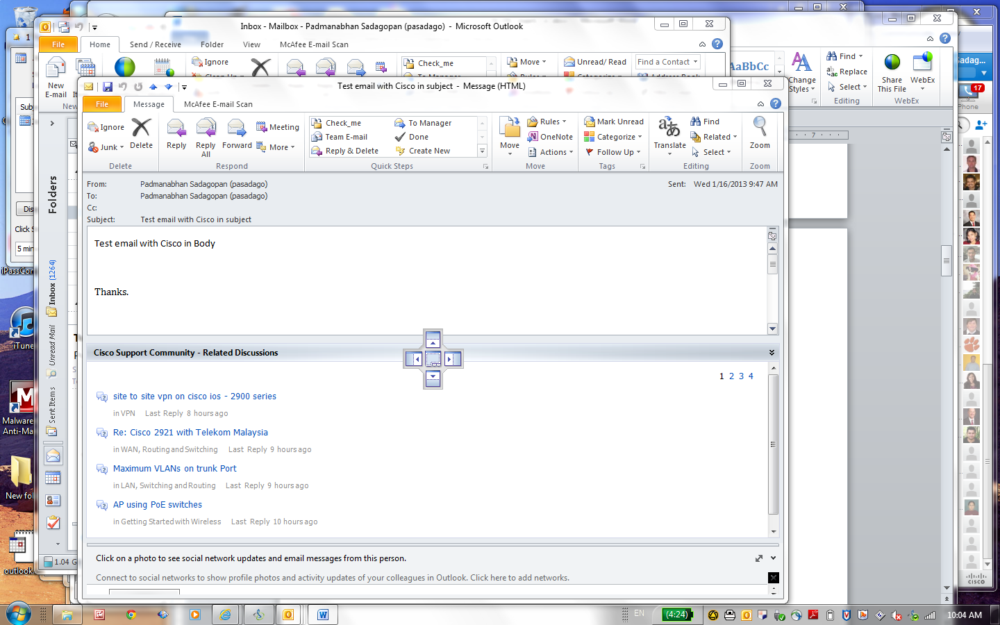 Inbox - Mailbox - Padmanabhan Sadagopan (pasadago) - Microsoft Outlook
File Home Send / Receive Folder View McAfee E-mail Scan
New E-mail
Ignore
Check_me
Move
Unread/ Read
Find a Contact
AaBbCc
Change Styles
Find
Replace
Select
Editing
Share This File
WebEx
WebEx
Sadag...
17
Phone
Test email with Cisco in subject - Message (HTML)
File Message McAfee E-mail Scan
Ignore
Junk
Delete
Delete
Reply
Reply All
Forward
Meeting
More
Respond
Check_me
Team E-mail
Reply & Delete
To Manager
Done
Create New
Quick Steps
Move
Rules
OneNote
Actions
Move
Mark Unread
Categorize
Follow Up
Tags
Translate
Find
Related
Select
Editing
Zoom
Zoom
From: Padmanabhan Sadagopan (pasadago) Sent: Wed 1/16/2013 9:47 AM
To: Padmanabhan Sadagopan (pasadago)
Cc:
Subject: Test email with Cisco in subject
Test email with Cisco in Body
Thanks.
Cisco Support Community - Related Discussions
1 2 3 4
site to site vpn on cisco ios - 2900 series
in VPN Last Reply 8 hours ago
Re: Cisco 2921 with Telekom Malaysia
in WAN, Routing and Switching Last Reply 9 hours ago
Maximum VLANs on trunk Port
in LAN, Switching and Routing Last Reply 9 hours ago
AP using PoE switches
in Getting Started with Wireless Last Reply 10 hours ago
Click on a photo to see social network updates and email messages from this person.
Connect to social networks to show profile photos and activity updates of your colleagues in Outlook. Click here to add networks.
Folders
Inbox (1264)
Unread Mail
Sent Items
1.04 G
Click S
5 min
iTune
Malware
Anti-Ma
New fol
outlook
7
CISCO
EN
(4:24)
10:04 AM